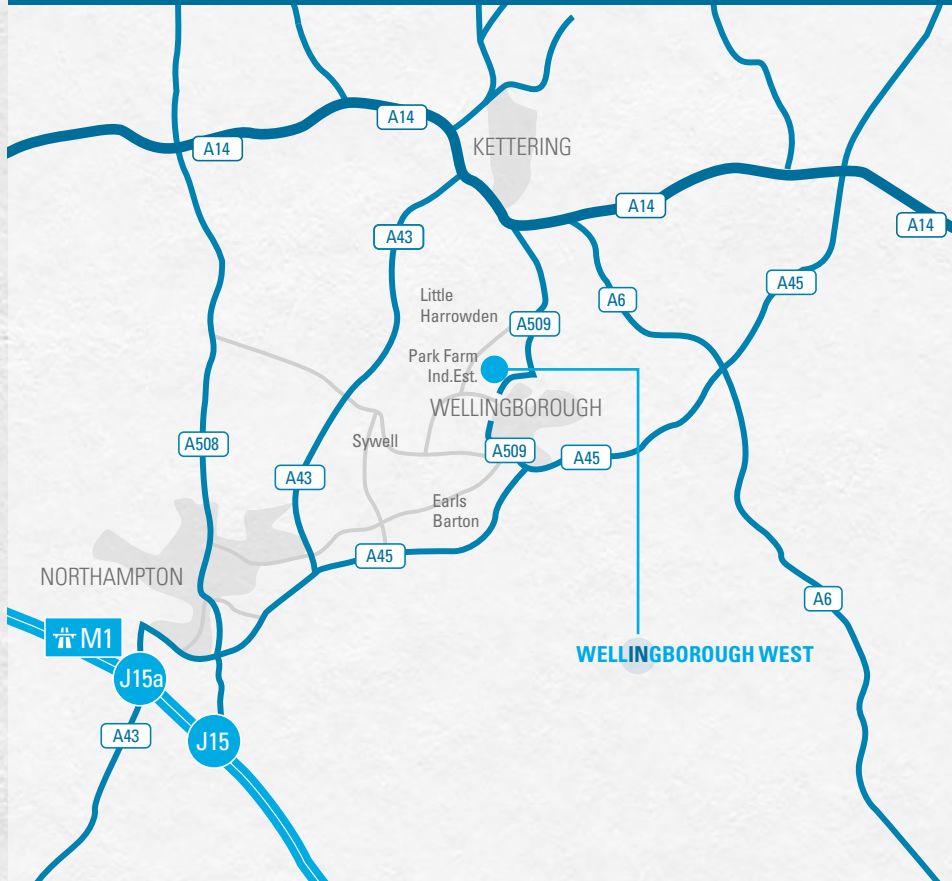 A14
A14
KETTERING
A14
A14
A43
A45
Little
Harrowden
A6
A509
Park Farm
Ind.Est.
WELLINGBOROUGH
Sywell
A508
A509
A45
A43
Earls
Barton
A45
NORTHAMPTON
A6
M1
WELLINGBOROUGH WEST
J15a
A43
J15